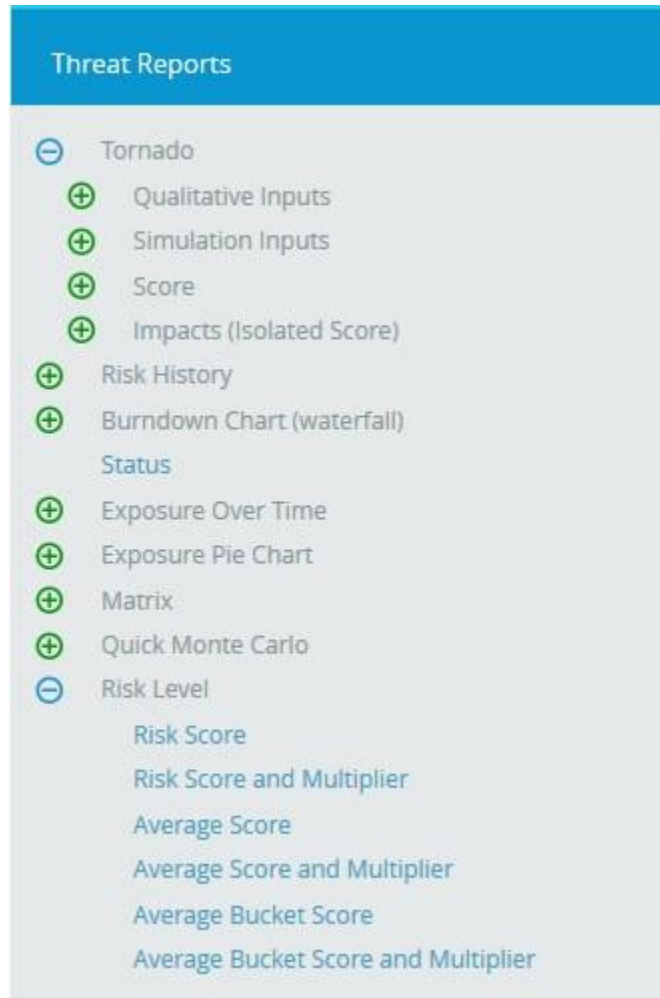 Threat Reports
Tornado
Qualitative Inputs
Simulation Inputs
Score
Impacts (Isolated Score)
Risk History
Burndown Chart (waterfall)
Status
Exposure Over Time
Exposure Pie Chart
Matrix
Quick Monte Carlo
Risk Level
Risk Score
Risk Score and Multiplier
Average Score
Average Score and Multiplier
Average Bucket Score
Average Bucket Score and Multiplier